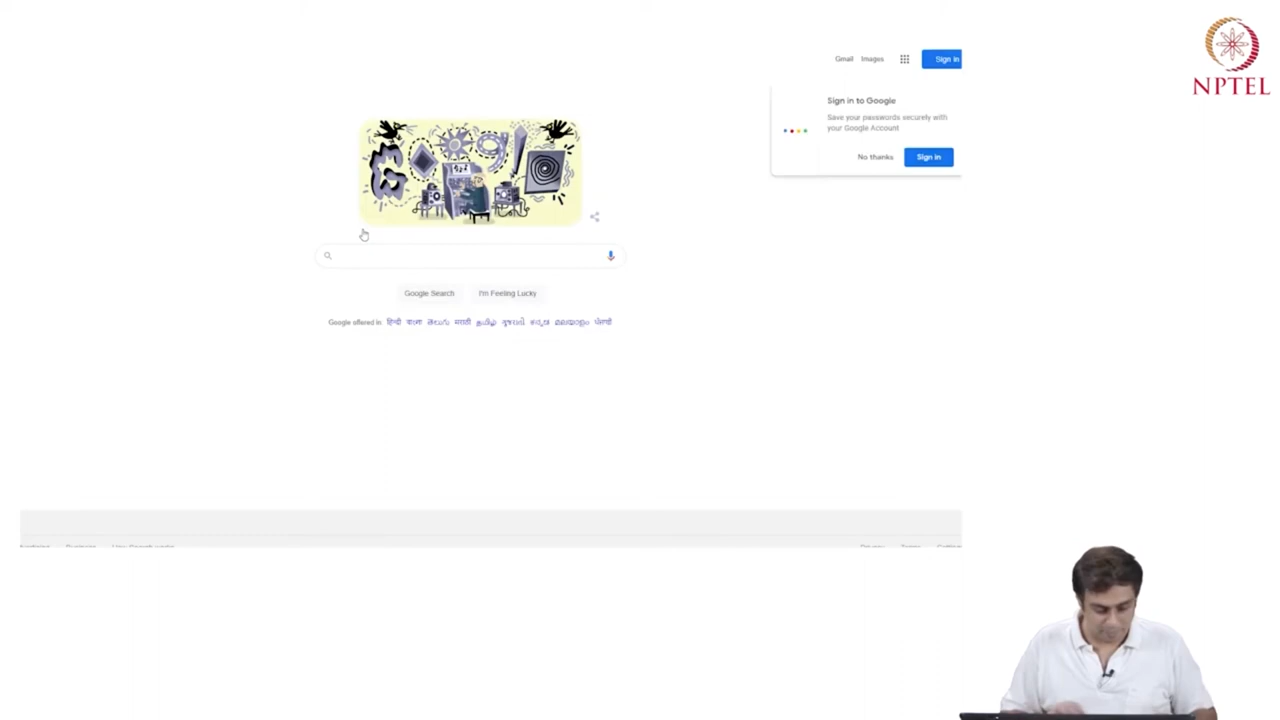 NPTEL
Gmail Images Sign in
Sign in to Google
Save your passwords securely with
your Google Account
No thanks Sign in
Google Search I'm Feeling Lucky
Google offered in हिन्दी বাংলা తెలుగు मराठी தமிழ் ગુજરાતી ಕನ್ನಡ മലയാളം ਪੰਜਾਬੀ